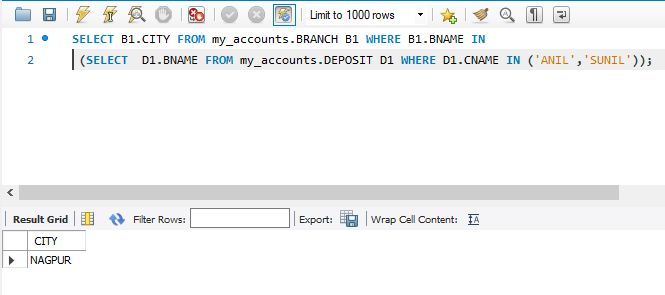 Limit to 1000 rows
1 SELECT B1.CITY FROM my_accounts.BRANCH B1 WHERE B1.BNAME IN
2 (SELECT  D1.BNAME FROM my_accounts.DEPOSIT D1 WHERE D1.CNAME IN ('ANIL','SUNIL'));
Result Grid Filter Rows: Export: Wrap Cell Content: IA
CITY
NAGPUR